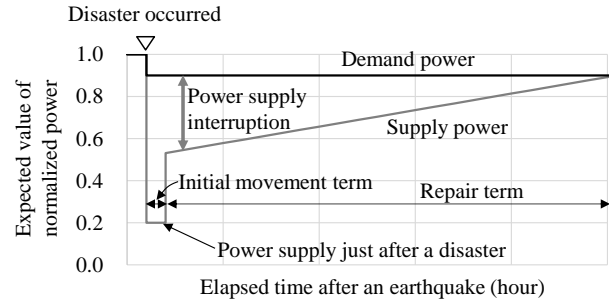 Disaster occurred
1.0
0.8
0.6
0.4
0.2
0.0
Expected value of
normalized power
Demand power
Power supply
interruption
Supply power
Initial movement term
Repair term
Power supply just after a disaster
Elapsed time after an earthquake (hour)